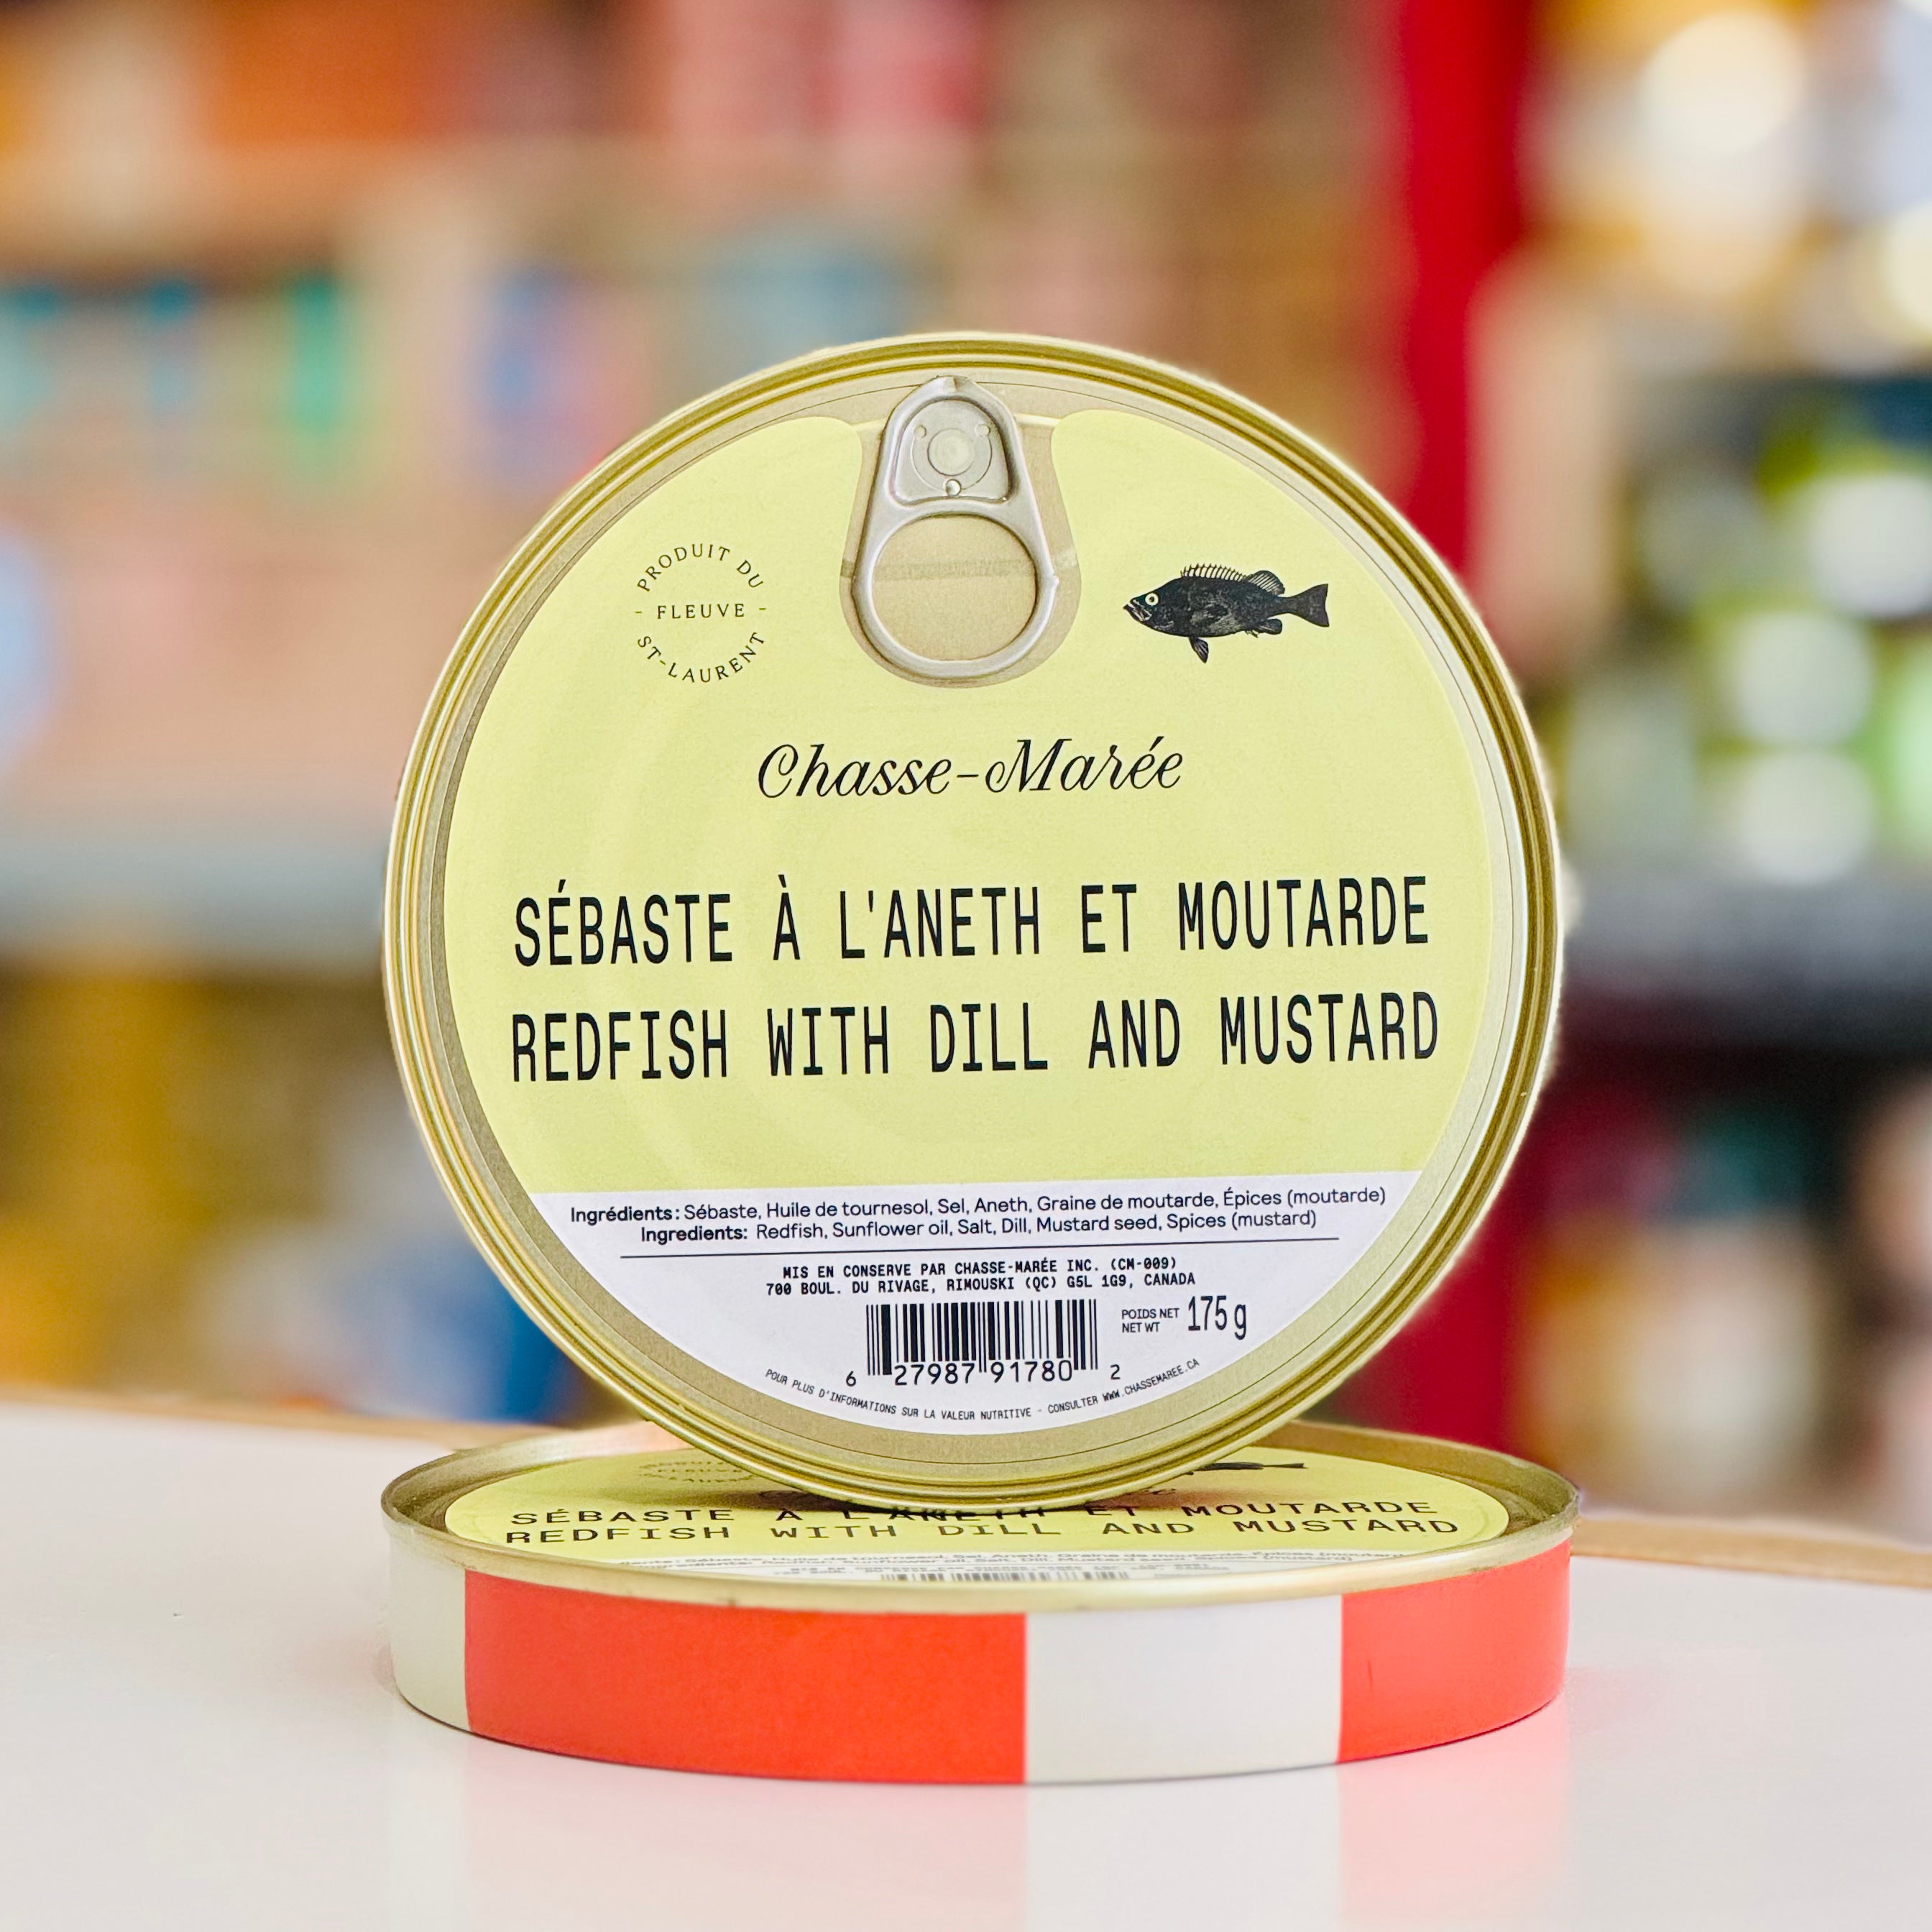 PRODUIT DU
- FLEUVE -
ST-LAURENT
Chasse-Marée
SÉBASTE À L'ANETH ET MOUTARDE
REDFISH WITH DILL AND MUSTARD
Ingrédients: Sébaste, Huile de tournesol, Sel, Aneth, Graine de moutarde, Épices (moutarde)
Ingredients: Redfish, Sunflower oil, Salt, Dill, Mustard seed, Spices (mustard)
MIS EN CONSERVE PAR CHASSE-MARÉE INC. (CM-009)
700 BOUL. DU RIVAGE, RIMOUSKI (QC) G5L 1G9, CANADA
POIDS NET
NET WT 175 g
6 27987 91780 2
POUR PLUS D'INFORMATIONS SUR LA VALEUR NUTRITIVE - CONSULTER WWW.CHASSEMAREE.CA
FLEUVE
SÉBASTE À L'ANETH ET MOUTARDE
REDFISH WITH DILL AND MUSTARD